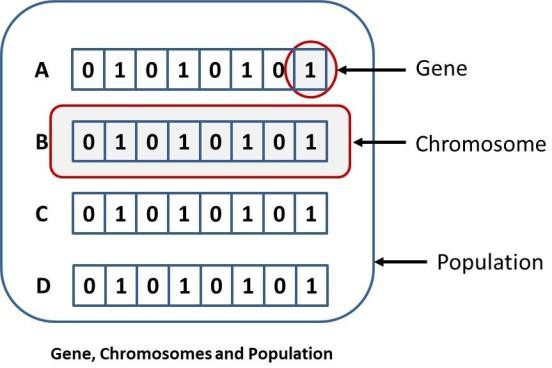 A 0 1 0 1 0 1 0 1 Gene
B 0 1 0 1 0 1 0 1 Chromosome
C 0 1 0 1 0 1 0 1
Population
D 0 1 0 1 0 1 0 1
Gene, Chromosomes and Population